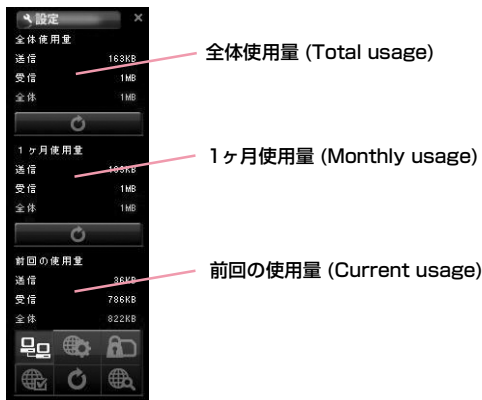 設定
全体使用量
送信 163KB
受信 1MB
全体 1MB
1ヶ月使用量
送信 163KB
受信 1MB
全体 1MB
前回の使用量
送信 36KB
受信 786KB
全体 822KB
全体使用量 (Total usage)
1ヶ月使用量 (Monthly usage)
前回の使用量 (Current usage)